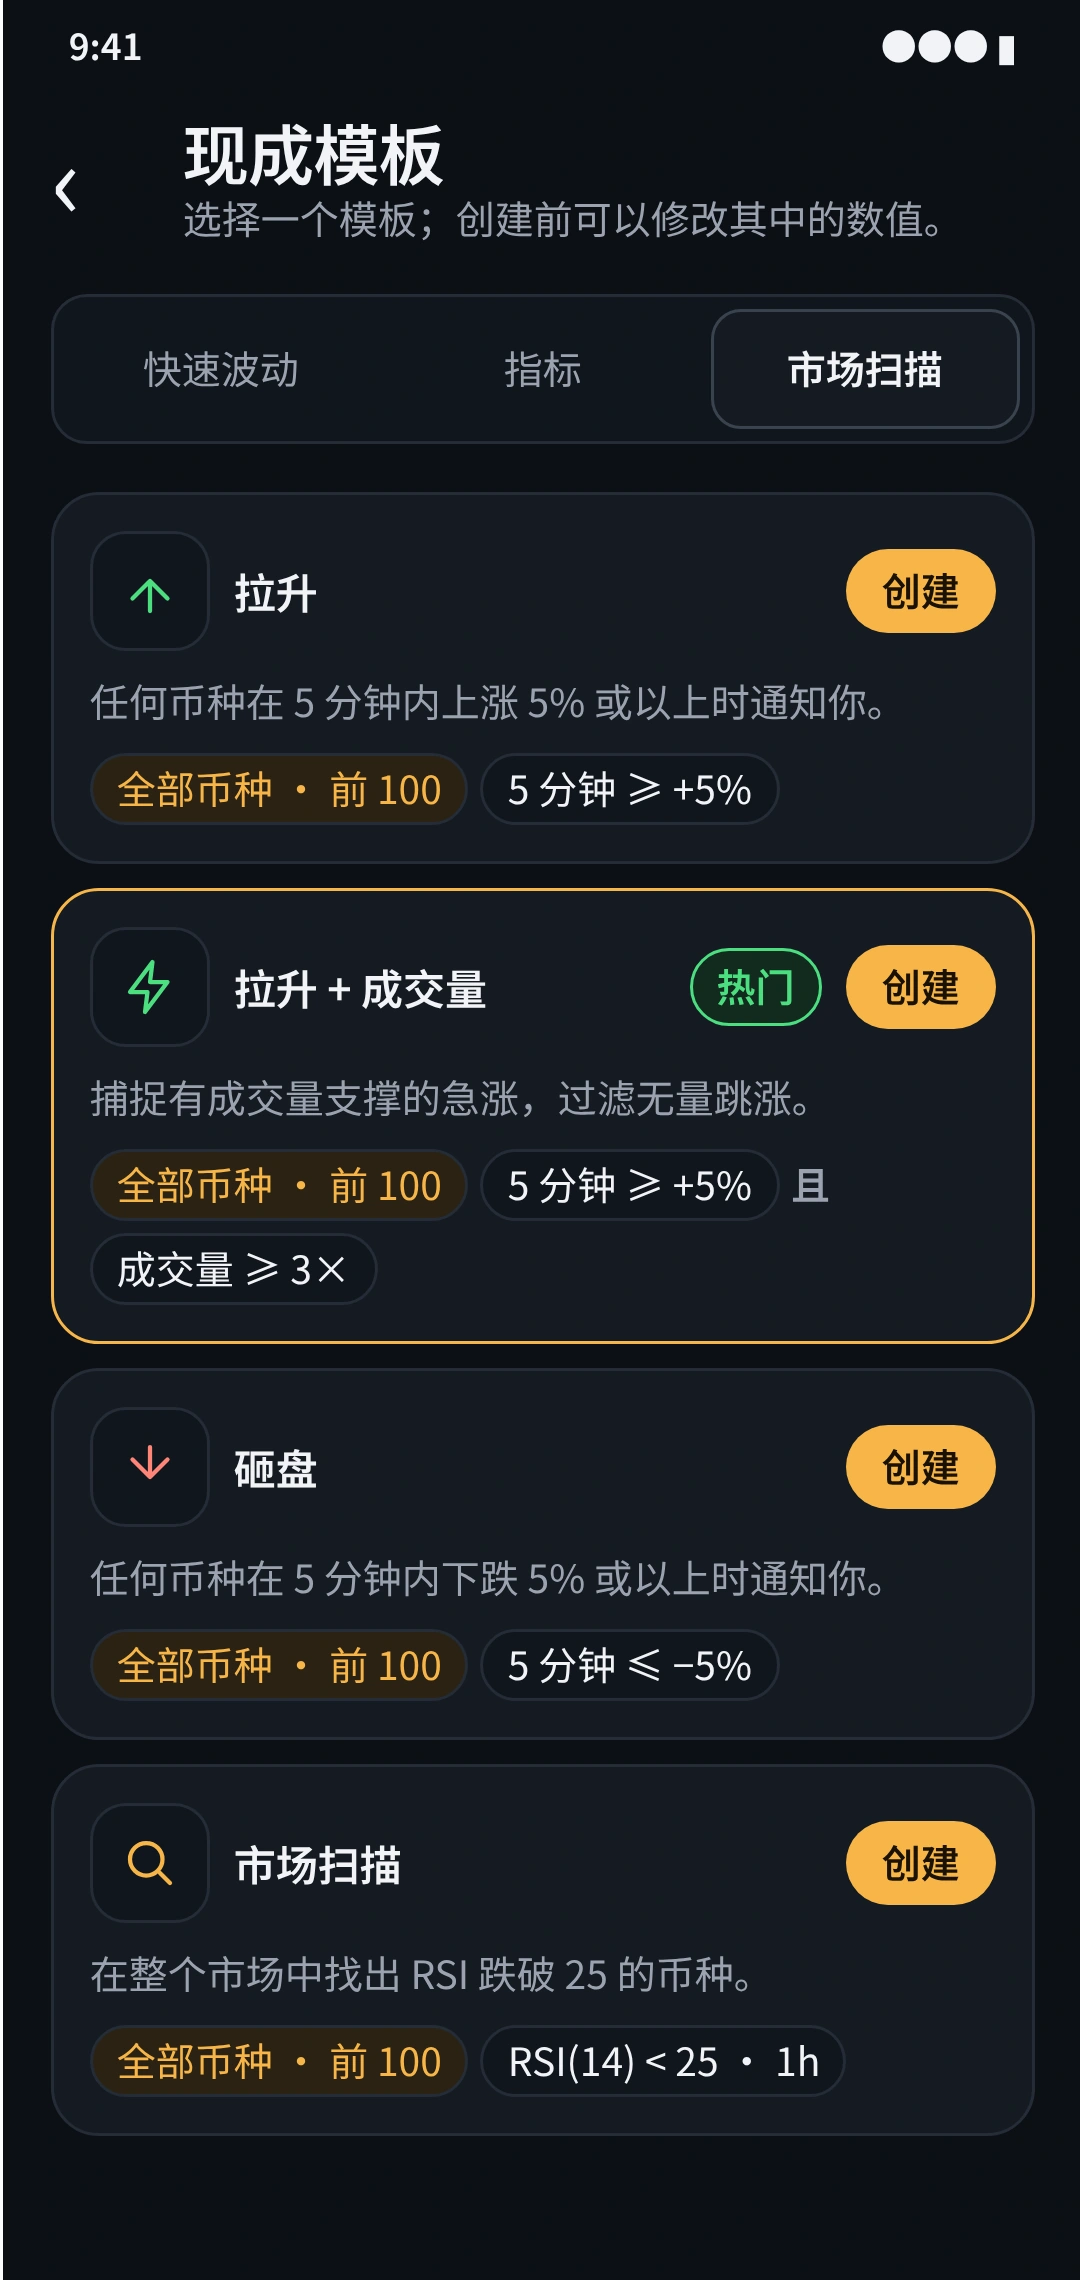 9:41
现成模板
选择一个模板；创建前可以修改其中的数值。
快速波动 指标 市场扫描
拉升 创建
任何币种在 5 分钟内上涨 5% 或以上时通知你。
全部币种 · 前 100 5 分钟 ≥ +5%
拉升 + 成交量 热门 创建
捕捉有成交量支撑的急涨，过滤无量跳涨。
全部币种 · 前 100 5 分钟 ≥ +5% 且
成交量 ≥ 3×
砸盘 创建
任何币种在 5 分钟内下跌 5% 或以上时通知你。
全部币种 · 前 100 5 分钟 ≤ −5%
市场扫描 创建
在整个市场中找出 RSI 跌破 25 的币种。
全部币种 · 前 100 RSI(14) < 25 · 1h